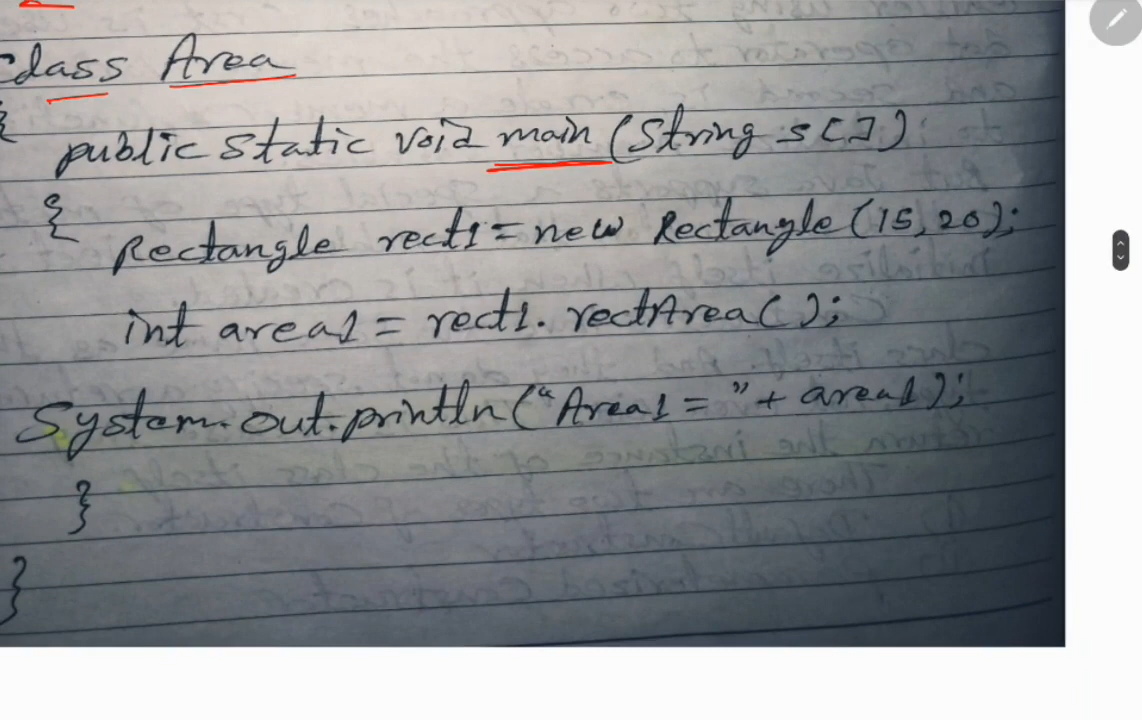 class Area
{
public static void main (String s[])
{
Rectangle rect1 = new Rectangle (15, 20);
int area1 = rect1. rectArea();
System.out.println("Area1 = "+ area1);
}
}